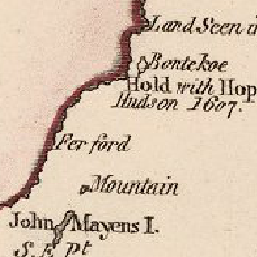 Land Seen i
Bontekoe
Hold with Hop
Hudson 1607.
Fer ford
Mountain
John Mayens I.
S. E pt